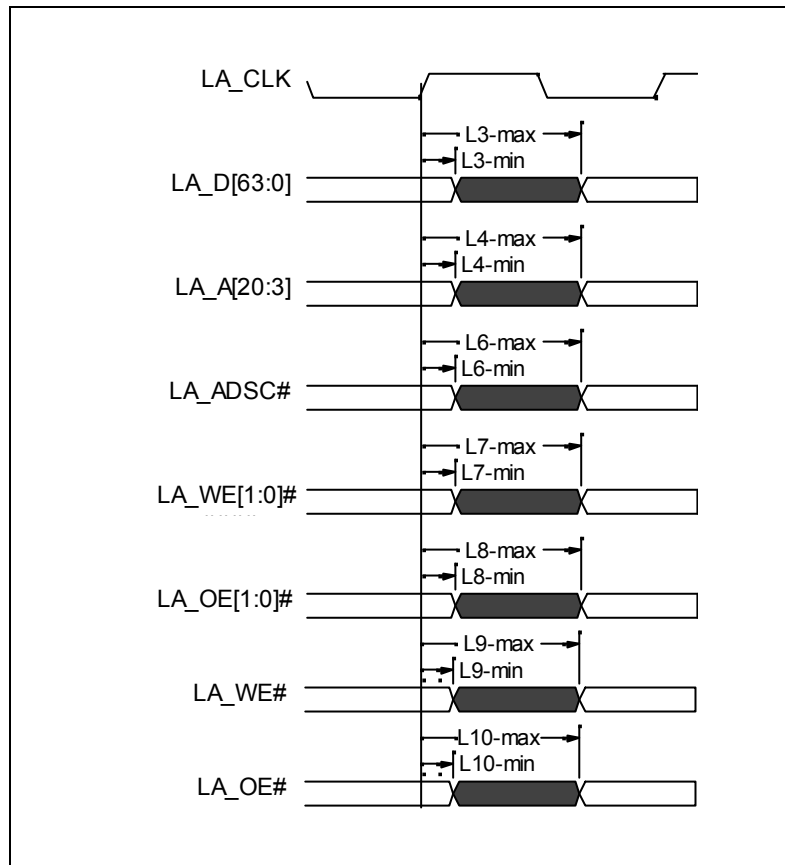 LA_CLK
L3-max
L3-min
LA_D[63:0]
L4-max
L4-min
LA_A[20:3]
L6-max
L6-min
LA_ADSC#
L7-max
L7-min
LA_WE[1:0]#
L8-max
L8-min
LA_OE[1:0]#
L9-max
L9-min
LA_WE#
L10-max
L10-min
LA_OE#